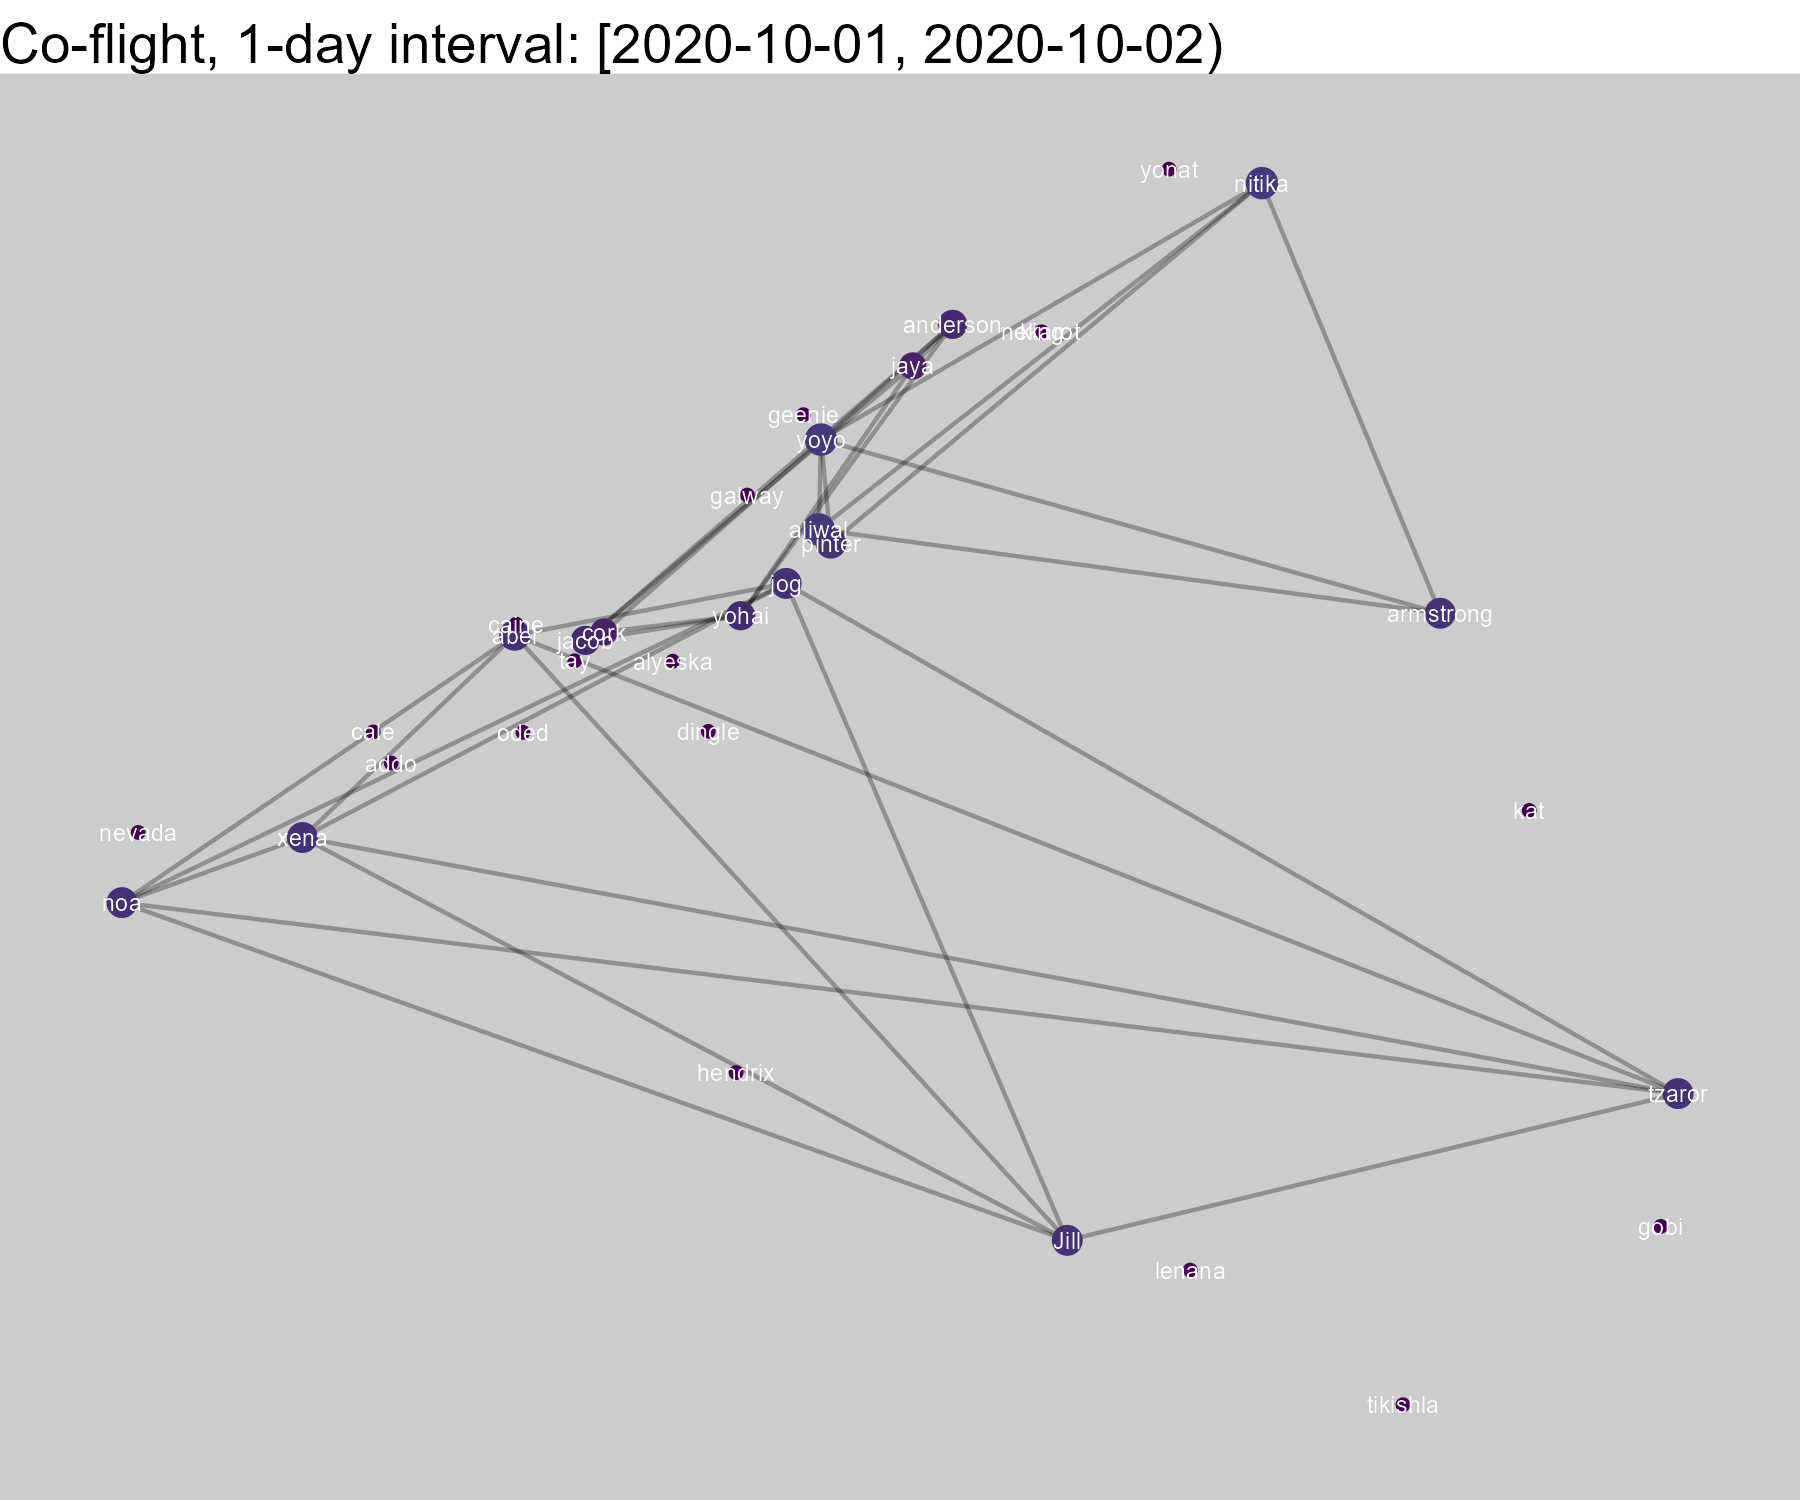 Co-flight, 1-day interval: [2020-10-01, 2020-10-02)
yonat
nitika
anderson
jaya
geenie
yoyo
galway
aliwal
pinter
jog
yohai
armstrong
caine
abel
cork
jacob
tay
alyeska
cale
oded
dingle
addo
kat
nevada
xena
noa
hendrix
tzaror
gobi
Jill
lenana
tikishla